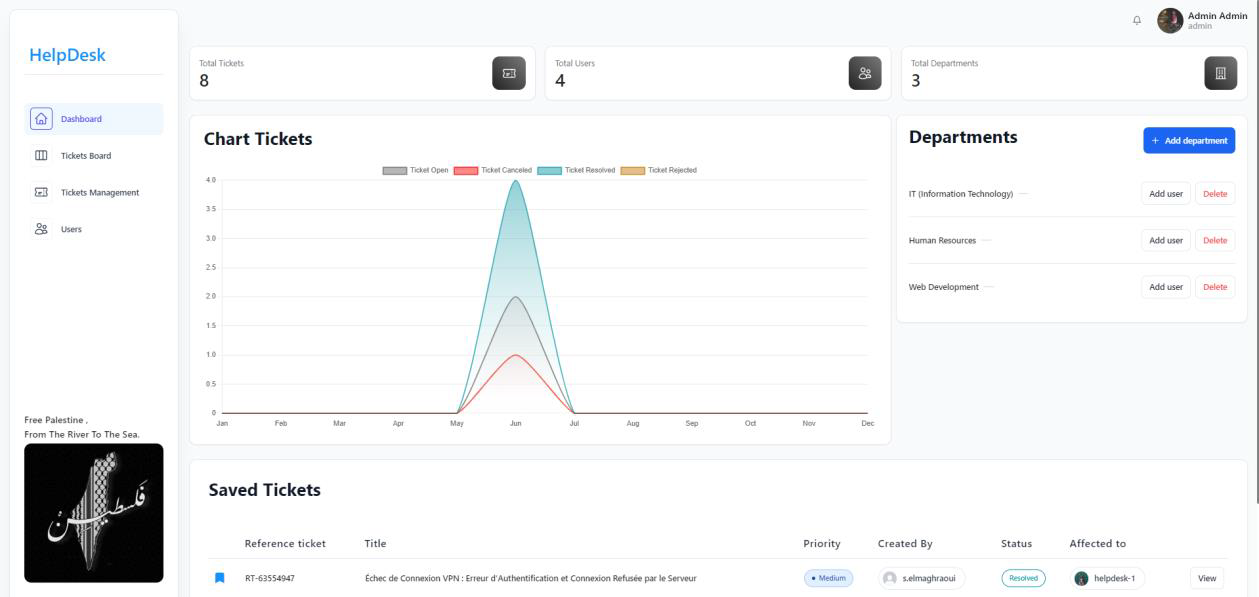 HelpDesk
Dashboard
Tickets Board
Tickets Management
Users
Free Palestine ,
From The River To The Sea.
فلسطين
Admin Admin
admin
Total Tickets
8
Total Users
4
Total Departments
3
Chart Tickets
Ticket Open Ticket Canceled Ticket Resolved Ticket Rejected
4.0
3.5
3.0
2.5
2.0
1.5
1.0
0.5
0
Jan Feb Mar Apr May Jun Jul Aug Sep Oct Nov Dec
Departments
+ Add department
IT (Information Technology) Add user Delete
Human Resources Add user Delete
Web Development Add user Delete
Saved Tickets
Reference ticket Title Priority Created By Status Affected to
RT-63554947 Échec de Connexion VPN : Erreur d'Authentification et Connexion Refusée par le Serveur Medium s.elmaghraoui Resolved helpdesk-1 View